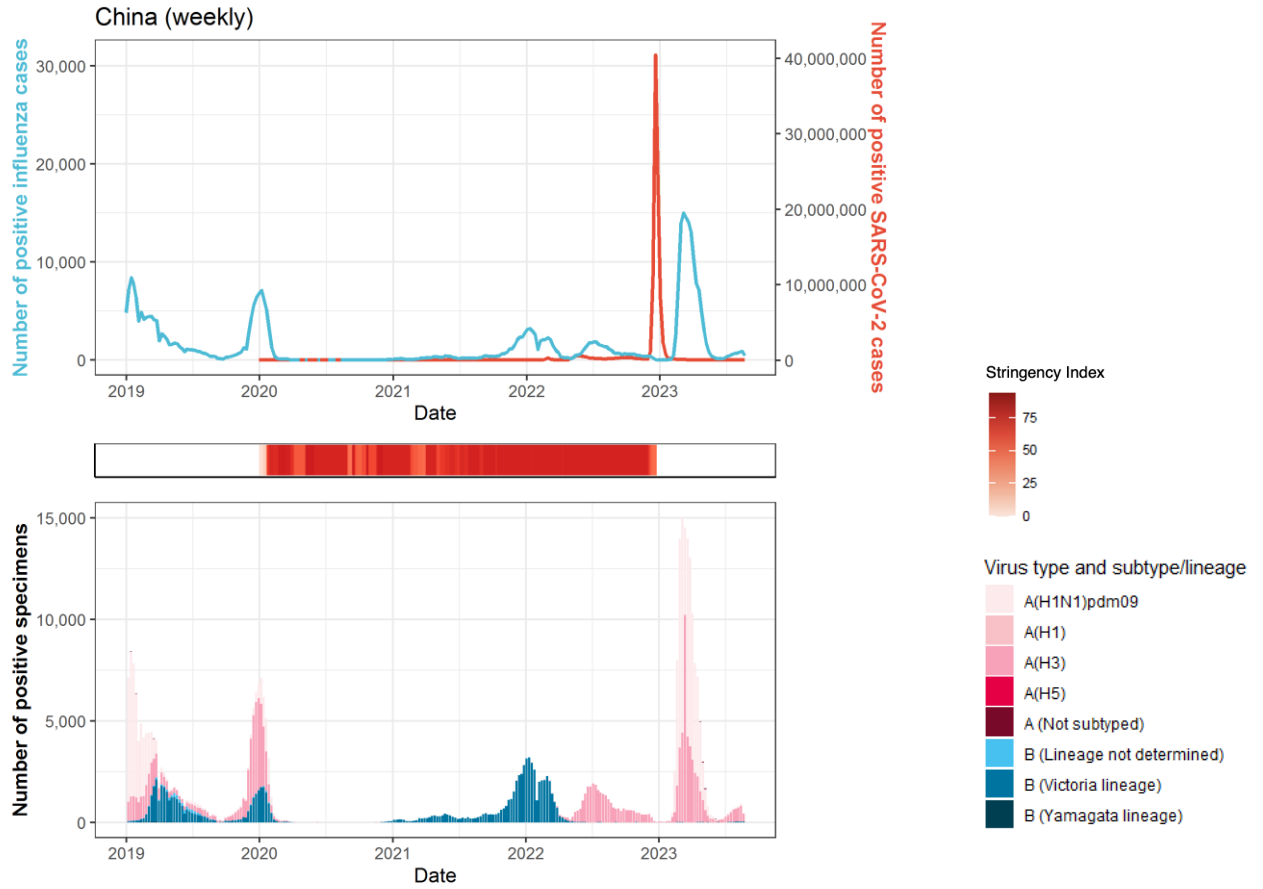 China (weekly)
Number of positive influenza cases
30,000
20,000
10,000
0
40,000,000
30,000,000
20,000,000
10,000,000
0
Number of positive SARS-CoV-2 cases
2019 2020 2021 2022 2023
Date
Stringency Index
75
50
25
0
Number of positive specimens
15,000
10,000
5,000
0
2019 2020 2021 2022 2023
Date
Virus type and subtype/lineage
A(H1N1)pdm09
A(H1)
A(H3)
A(H5)
A (Not subtyped)
B (Lineage not determined)
B (Victoria lineage)
B (Yamagata lineage)